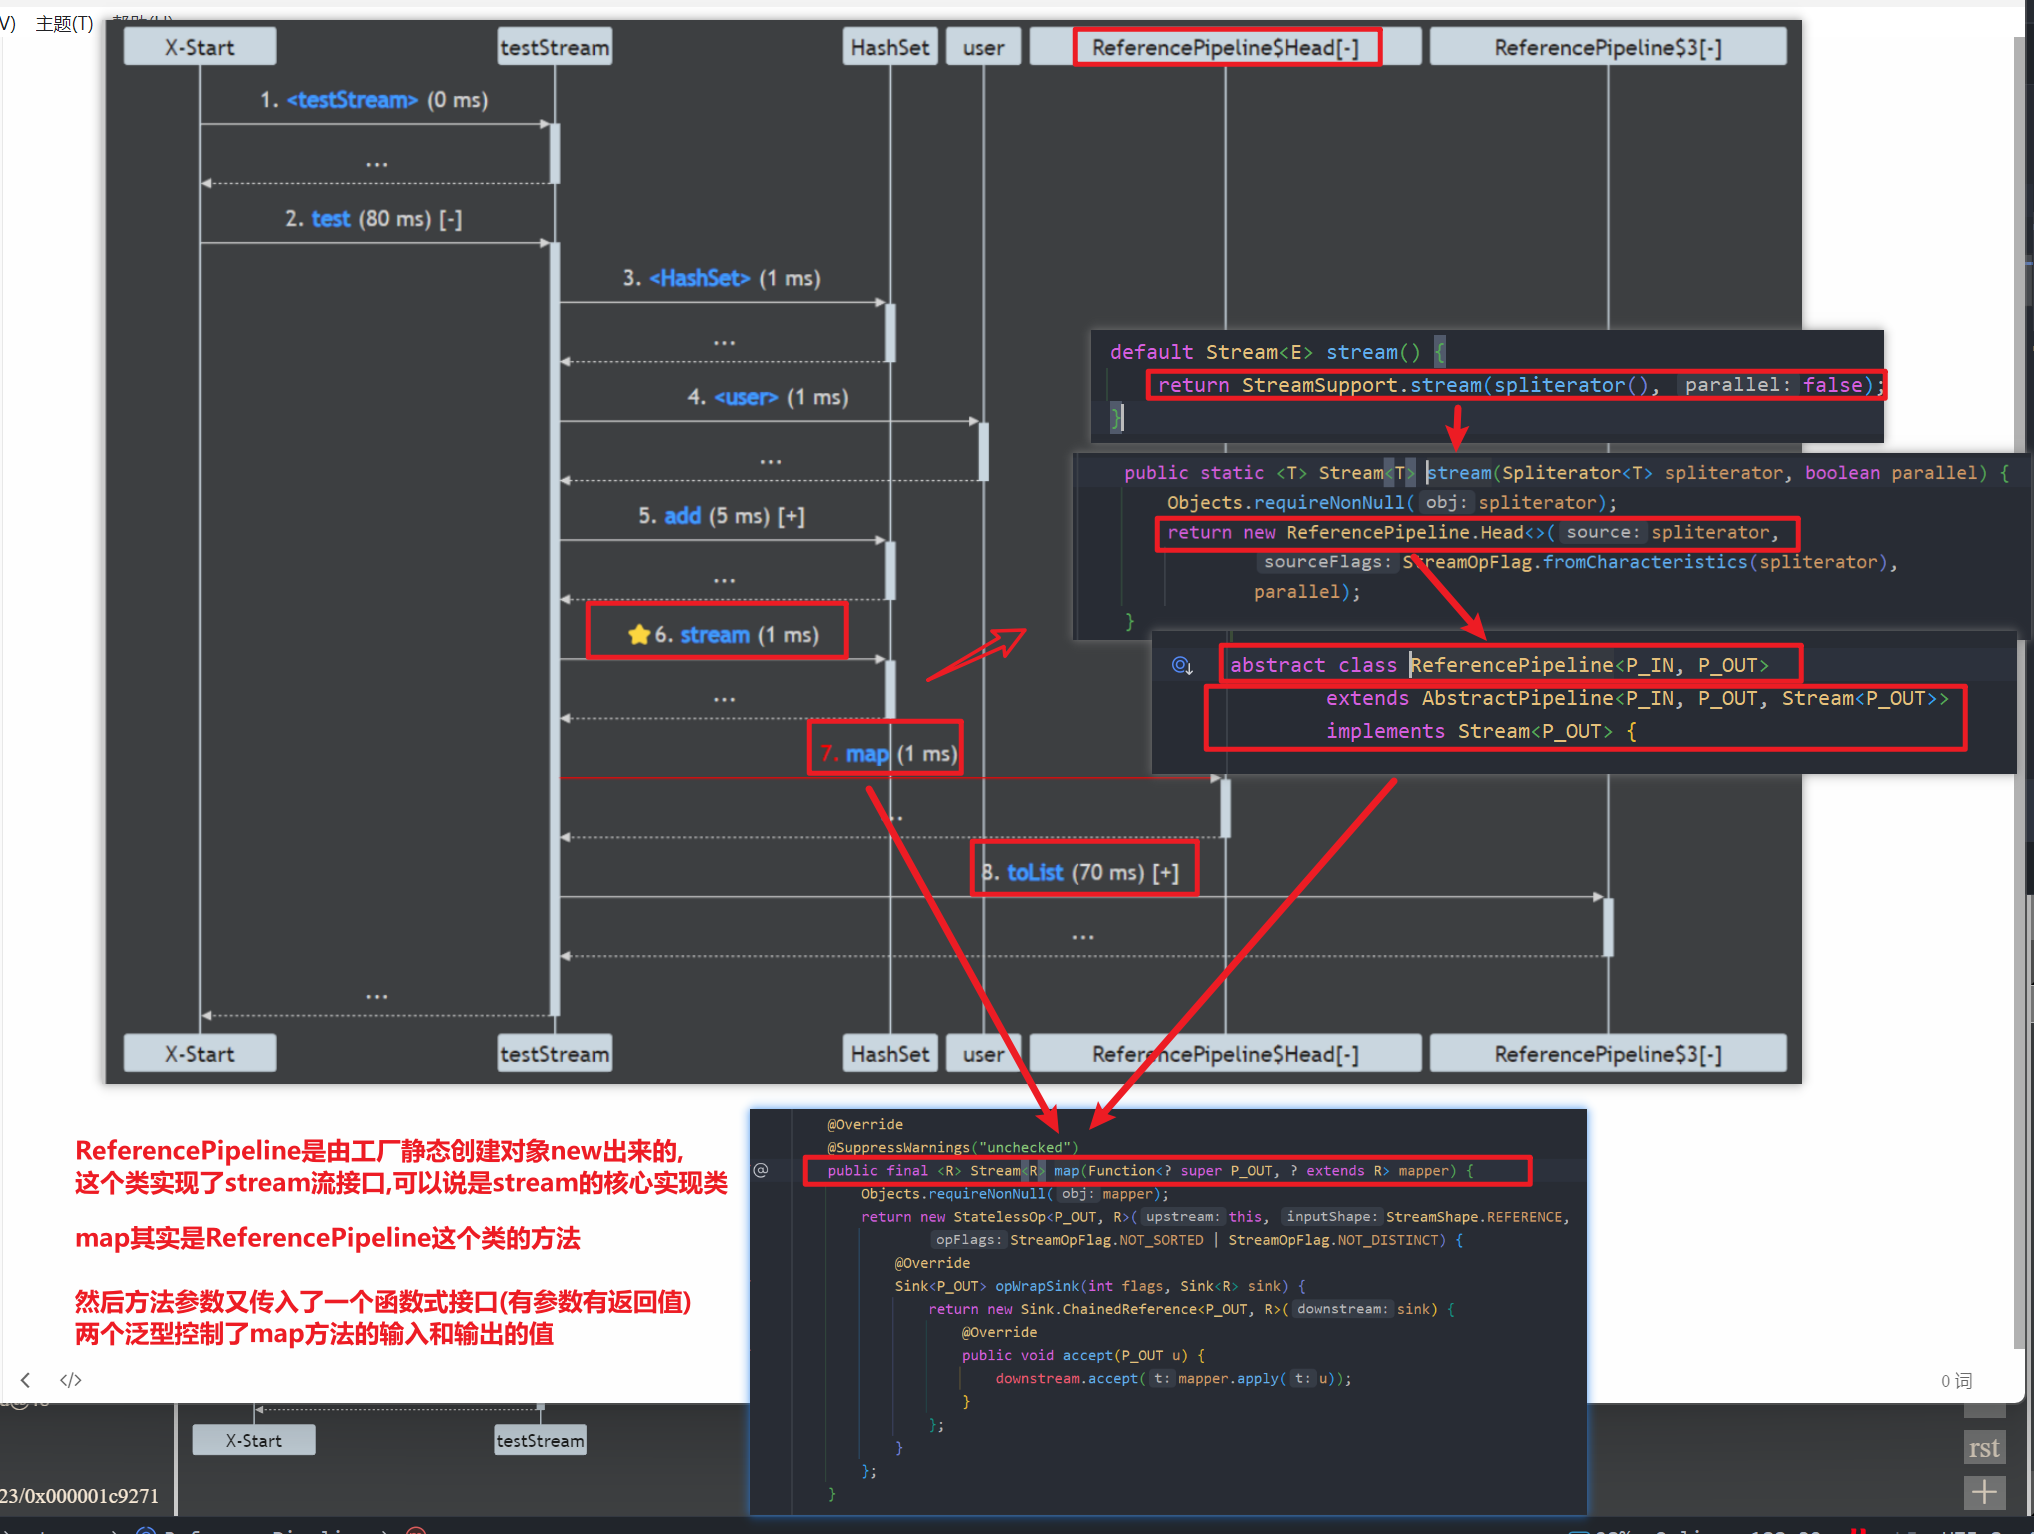 主题(T)
X-Start
testStream
HashSet
user
ReferencePipeline$Head[-]
ReferencePipeline$3[-]
1. <testStream> (0 ms)
...
2. test (80 ms) [-]
3. <HashSet> (1 ms)
...
4. <user> (1 ms)
...
5. add (5 ms) [+]
...
6. stream (1 ms)
...
7. map (1 ms)
8. toList (70 ms) [+]
...
...
X-Start
testStream
HashSet
user
ReferencePipeline$Head[-]
ReferencePipeline$3[-]
default Stream<E> stream() {
return StreamSupport.stream(spliterator(), parallel: false);
}
public static <T> Stream<T> stream(Spliterator<T> spliterator, boolean parallel) {
Objects.requireNonNull( obj: spliterator);
return new ReferencePipeline.Head<>( source: spliterator,
sourceFlags: StreamOpFlag.fromCharacteristics(spliterator),
parallel);
}
abstract class ReferencePipeline<P_IN, P_OUT>
extends AbstractPipeline<P_IN, P_OUT, Stream<P_OUT>>
implements Stream<P_OUT> {
ReferencePipeline是由工厂静态创建对象new出来的,
这个类实现了stream流接口,可以说是stream的核心实现类
map其实是ReferencePipeline这个类的方法
然后方法参数又传入了一个函数式接口(有参数有返回值)
两个泛型控制了map方法的输入和输出的值
@Override
@SuppressWarnings("unchecked")
public final <R> Stream<R> map(Function<? super P_OUT, ? extends R> mapper) {
Objects.requireNonNull( obj: mapper);
return new StatelessOp<P_OUT, R>( upstream: this, inputShape: StreamShape.REFERENCE,
opFlags: StreamOpFlag.NOT_SORTED | StreamOpFlag.NOT_DISTINCT) {
@Override
Sink<P_OUT> opWrapSink(int flags, Sink<R> sink) {
return new Sink.ChainedReference<P_OUT, R>( downstream: sink) {
@Override
public void accept(P_OUT u) {
downstream.accept( t: mapper.apply( t: u));
}
};
}
};
}
0 词
X-Start
testStream
rst
23/0x000001c9271